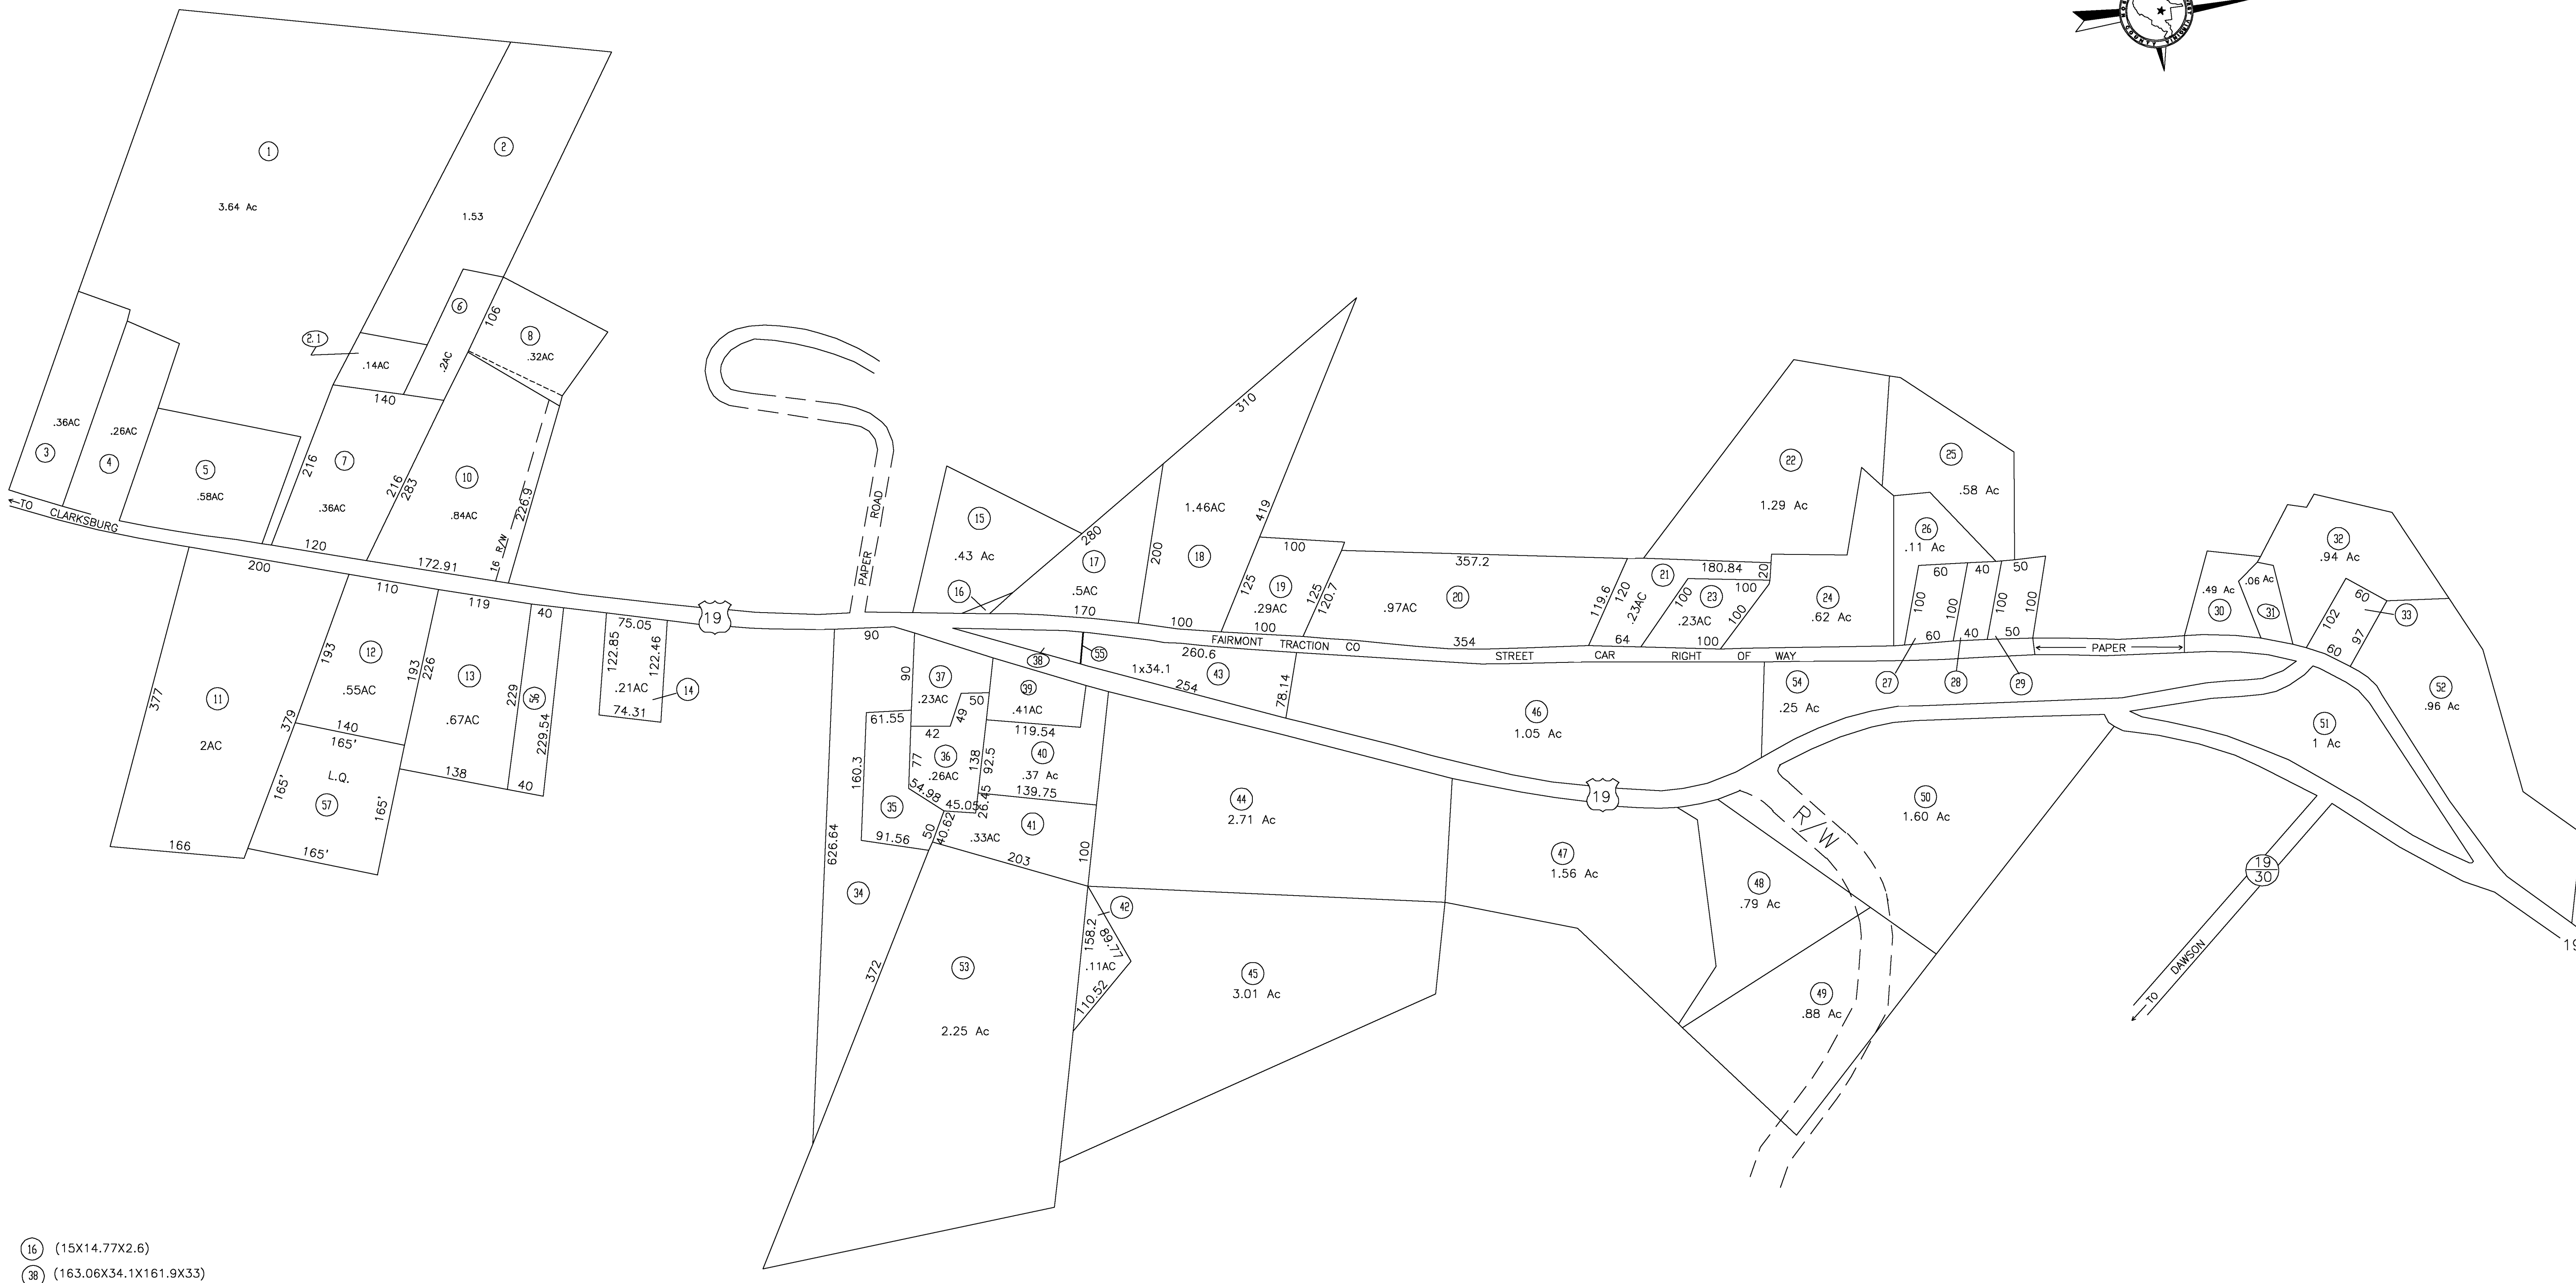 COUNTY
1
3.64 Ac
2
1.53
2.1
.14AC
6
.2AC
106
8
.32AC
3
.36AC
4
.26AC
5
.58AC
140
216
7
.36AC
216
283
10
.84AC
226.9
16 R/W
TO CLARKSBURG
120
200
172.91
110
119
40
377
11
2AC
166
193
12
.55AC
193
226
379
140
165'
L.Q.
57
165'
165'
165'
13
.67AC
138
229
56
229.54
40
75.05
122.85
122.46
.21AC
74.31
14
19
PAPER ROAD
90
15
.43 Ac
16
280
17
.5AC
170
310
200
1.46AC
18
419
100
100
125
19
.29AC
100
125
120.7
20
.97AC
357.2
354
FAIRMONT TRACTION CO
STREET CAR RIGHT OF WAY
260.6
1x34.1
43
254
78.14
55
38
119.6
120
21
.23AC
64
180.84
20
100
23
100
.23AC
100
100
22
1.29 Ac
24
.62 Ac
25
.58 Ac
26
.11 Ac
60
40
50
100
100
100
100
60
40
50
27
28
29
PAPER
30
.49 Ac
31
.06 Ac
32
.94 Ac
60
102
97
60
33
52
.96 Ac
51
1 Ac
54
.25 Ac
46
1.05 Ac
19
90
37
.23AC
50
49
42
61.55
39
.41AC
119.54
77
36
.26AC
138
92.5
40
.37 Ac
139.75
54.98
45.05
26.45
160.3
35
91.56
50
40.62
41
.33AC
203
100
626.64
34
372
53
2.25 Ac
42
158.2
89.77
.11AC
110.52
44
2.71 Ac
45
3.01 Ac
47
1.56 Ac
48
.79 Ac
49
.88 Ac
R/W
50
1.60 Ac
19
30
TO DAWSON
19
16 (15X14.77X2.6)
38 (163.06X34.1X161.9X33)